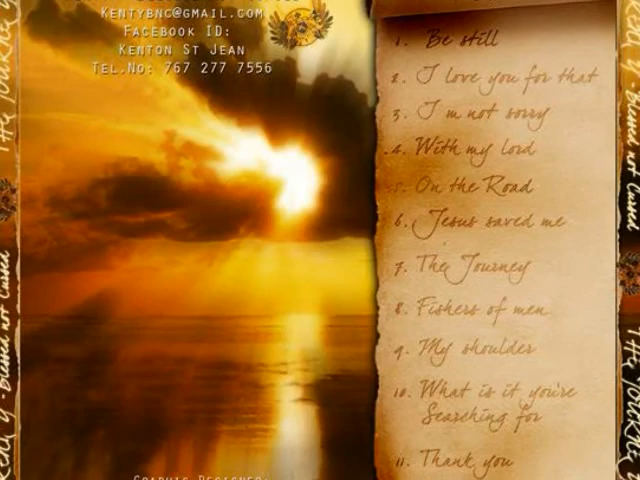 KENTYBNC@GMAIL.COM
FACEBOOK ID:
KENTON ST JEAN
TEL.NO: 767 277 7556
1. Be still
2. I love you for that
3. I m not sorry
4. With my lord
5. On the Road
6. Jesus saved me
7. The Journey
8. Fishers of men
9. My shoulder
10. What is it you're
Searching for
11. Thank you
GRAPHIC DESIGNER:
Blessed not Cursed